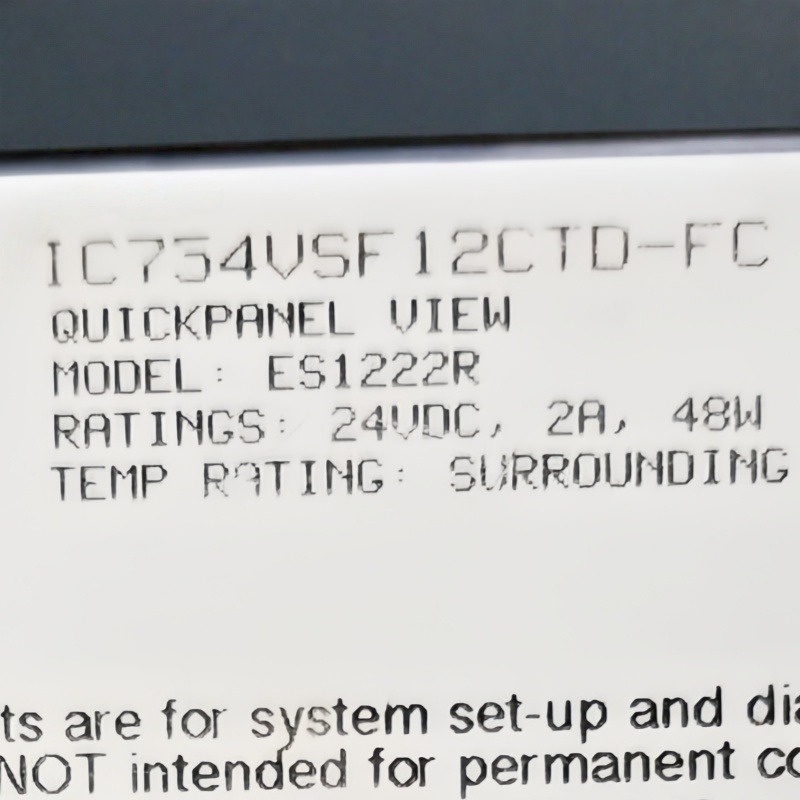 IC754VSF12CTD-FC
QUICKPANEL VIEW
MODEL: ES1222R
RATINGS: 24VDC, 2A, 48W
TEMP RATING: SURROUNDING
ts are for system set-up and dia
NOT intended for permanent co